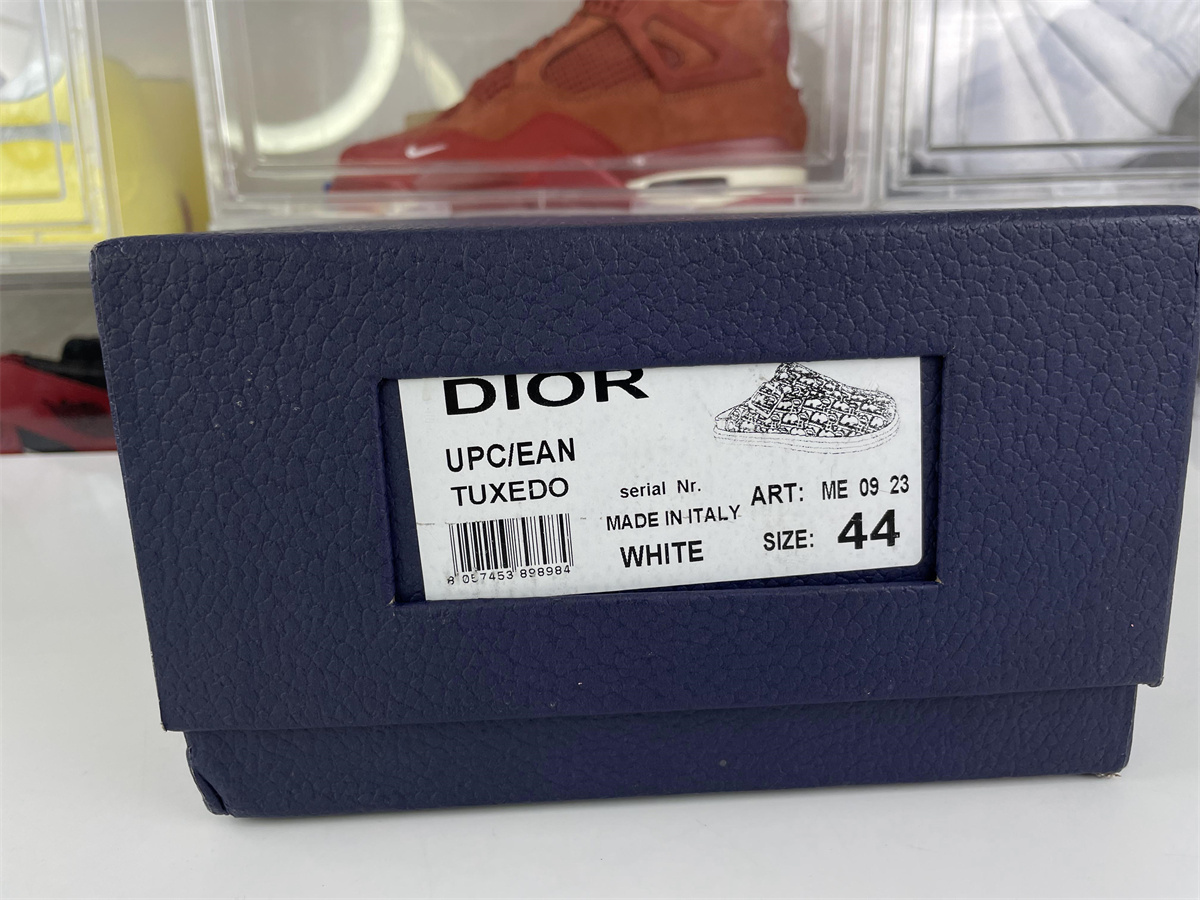 DIOR
UPC/EAN
TUXEDO
serial Nr.
MADE IN ITALY
WHITE
ART: ME 09 23
SIZE: 44
8 057453 898984